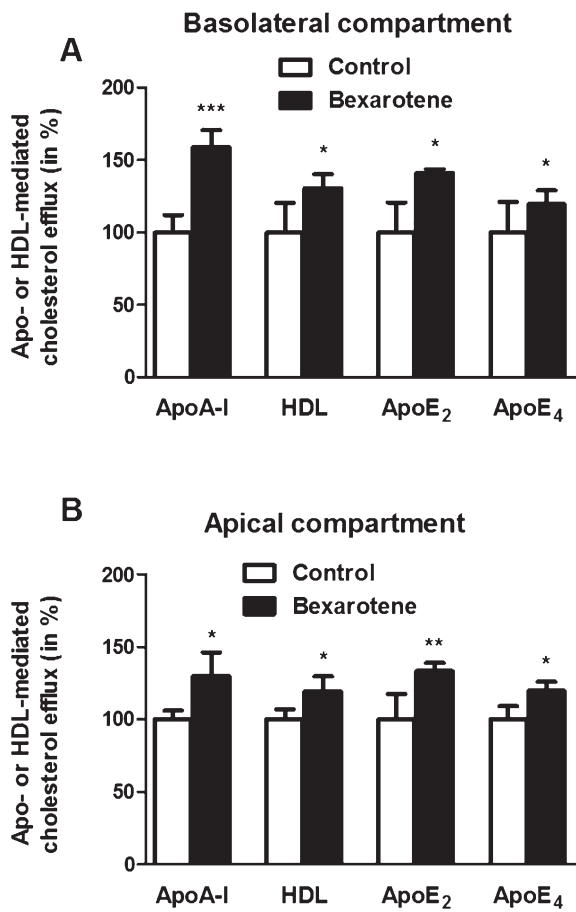 Basolateral compartment
A
Control
Bexarotene
Apo- or HDL-mediated
cholesterol efflux (in %)
200
150
100
50
0
***
*
*
*
ApoA-I HDL ApoE2 ApoE4
B
Apical compartment
Control
Bexarotene
Apo- or HDL-mediated
cholesterol efflux (in %)
200
150
100
50
0
*
*
**
*
ApoA-I HDL ApoE2 ApoE4